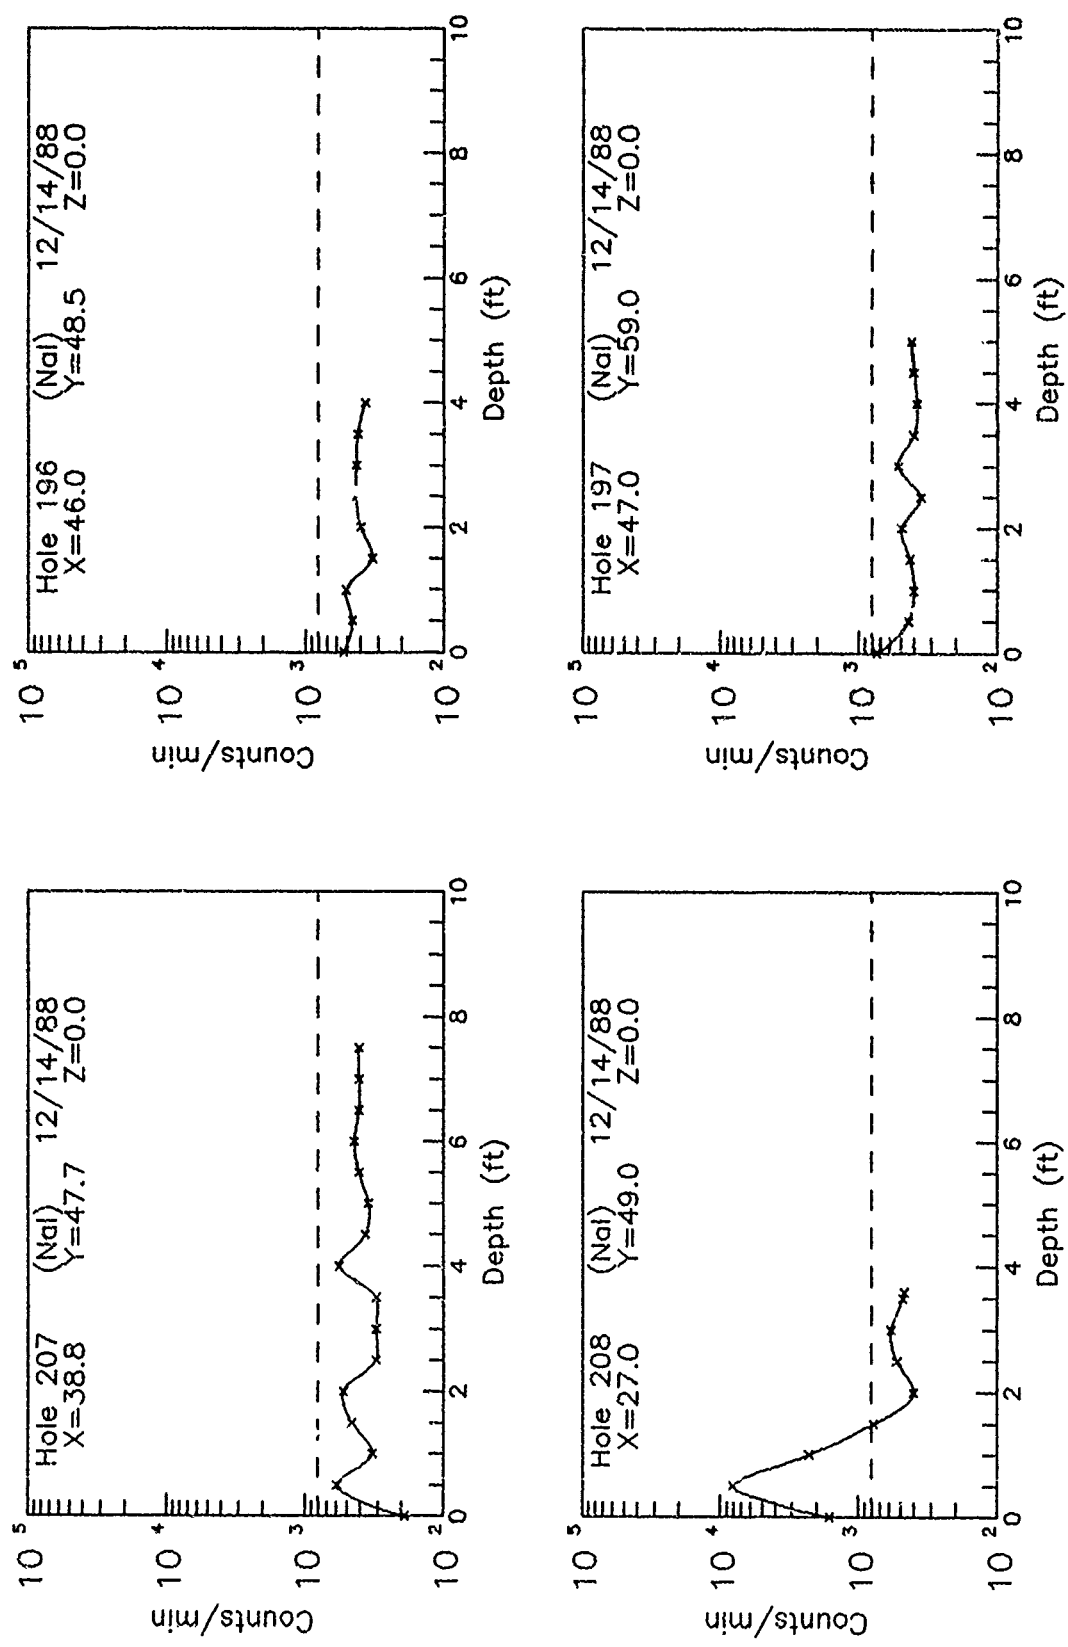 Hole 207 (NaI) 12/14/88
X=38.8 Y=47.7 Z=0.0
10 5
10 4
10 3
10 2
Counts/min
0 2 4 6 8 10
Depth (ft)
Hole 196 (NaI) 12/14/88
X=46.0 Y=48.5 Z=0.0
10 5
10 4
10 3
10 2
Counts/min
0 2 4 6 8 10
Depth (ft)
Hole 208 (NaI) 12/14/88
X=27.0 Y=49.0 Z=0.0
10 5
10 4
10 3
10 2
Counts/min
0 2 4 6 8 10
Depth (ft)
Hole 197 (NaI) 12/14/88
X=47.0 Y=59.0 Z=0.0
10 5
10 4
10 3
10 2
Counts/min
0 2 4 6 8 10
Depth (ft)